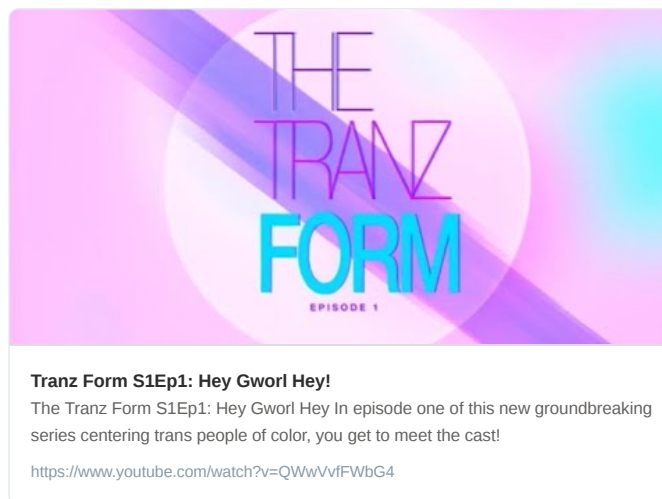 THE
TRANZ
FORM
EPISODE 1
Tranz Form S1Ep1: Hey Gworl Hey!
The Tranz Form S1Ep1: Hey Gworl Hey In episode one of this new groundbreaking
series centering trans people of color, you get to meet the cast!
https://www.youtube.com/watch?v=QWwVvfFWbG4